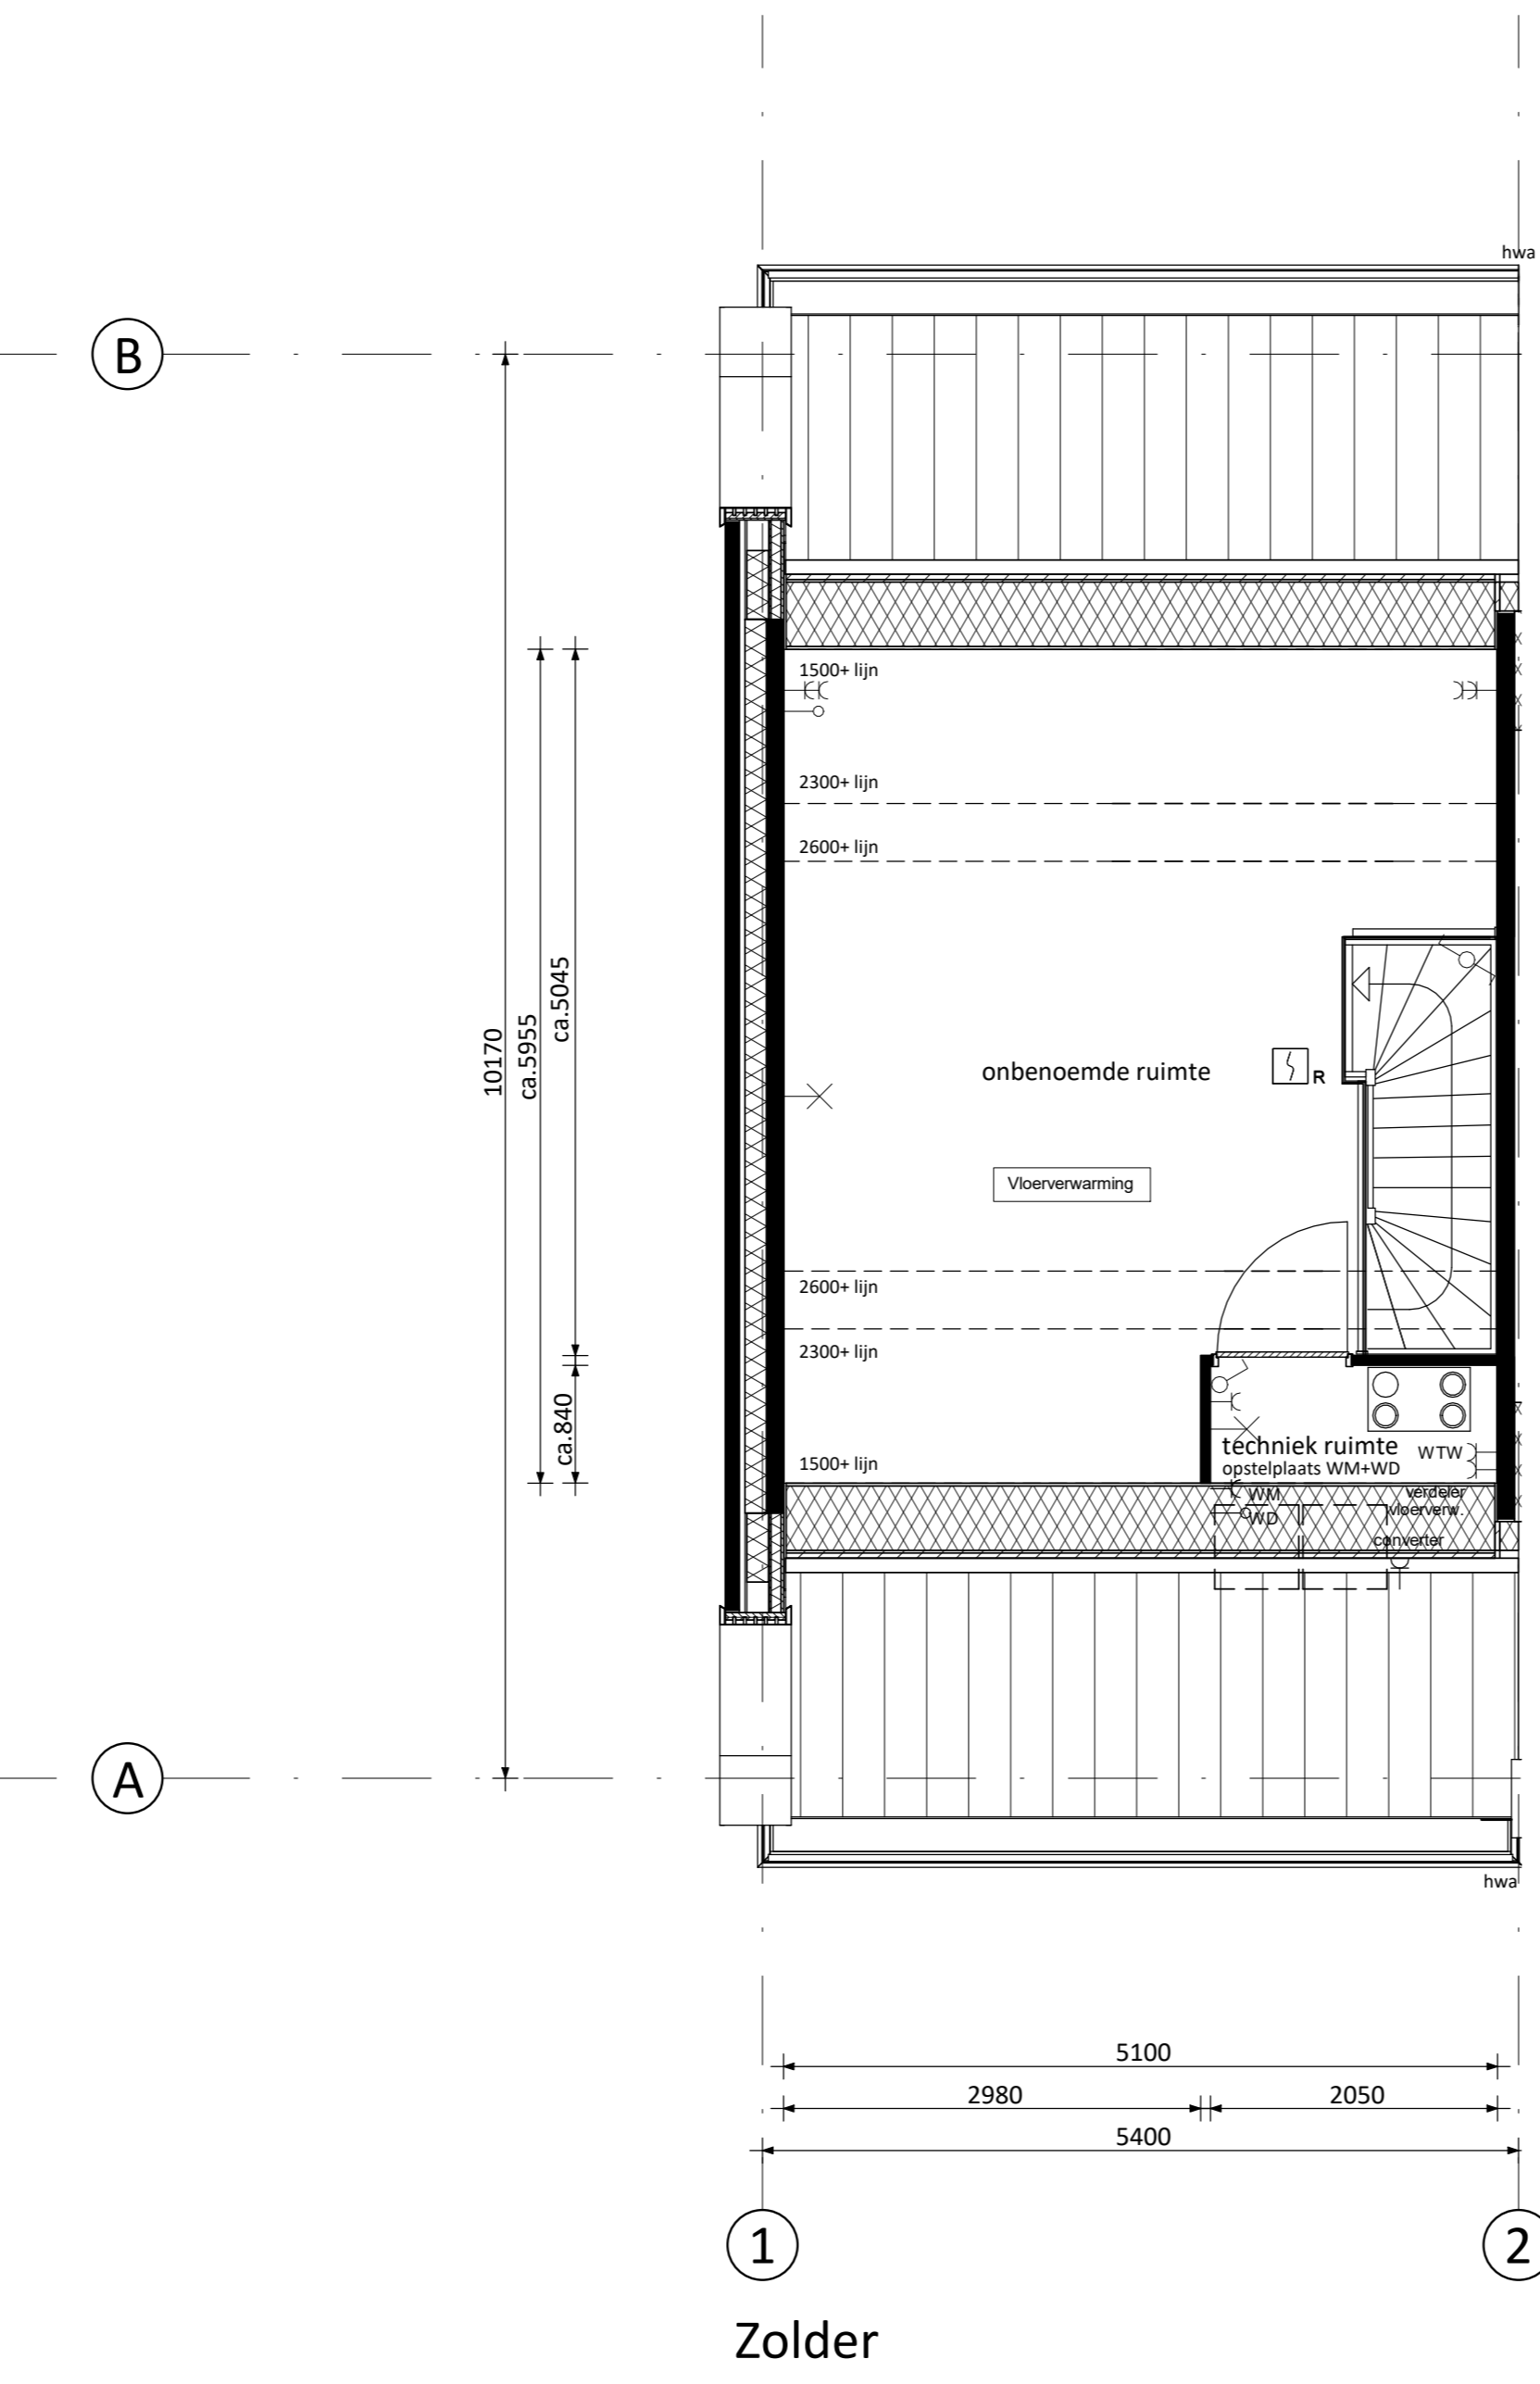 hwa
B
1500+ lijn
2300+ lijn
2600+ lijn
10170
ca.5955
ca.5045
onbenoemde ruimte
R
Vloerverwarming
2600+ lijn
2300+ lijn
ca.840
techniek ruimte
WTW
opstelplaats WM+WD
1500+ lijn
WM
WD
verdeler
vloerverw.
converter
A
hwa
5100
2980
2050
5400
1
2
Zolder